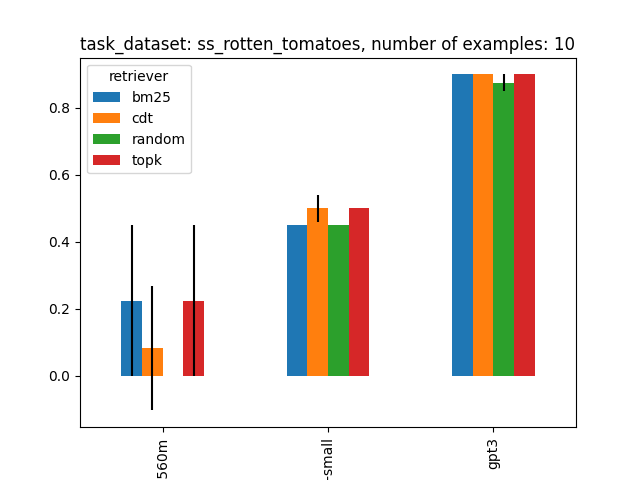 task_dataset: ss_rotten_tomatoes, number of examples: 10
retriever
bm25
cdt
random
topk
0.8
0.6
0.4
0.2
0.0
560m
-small
gpt3